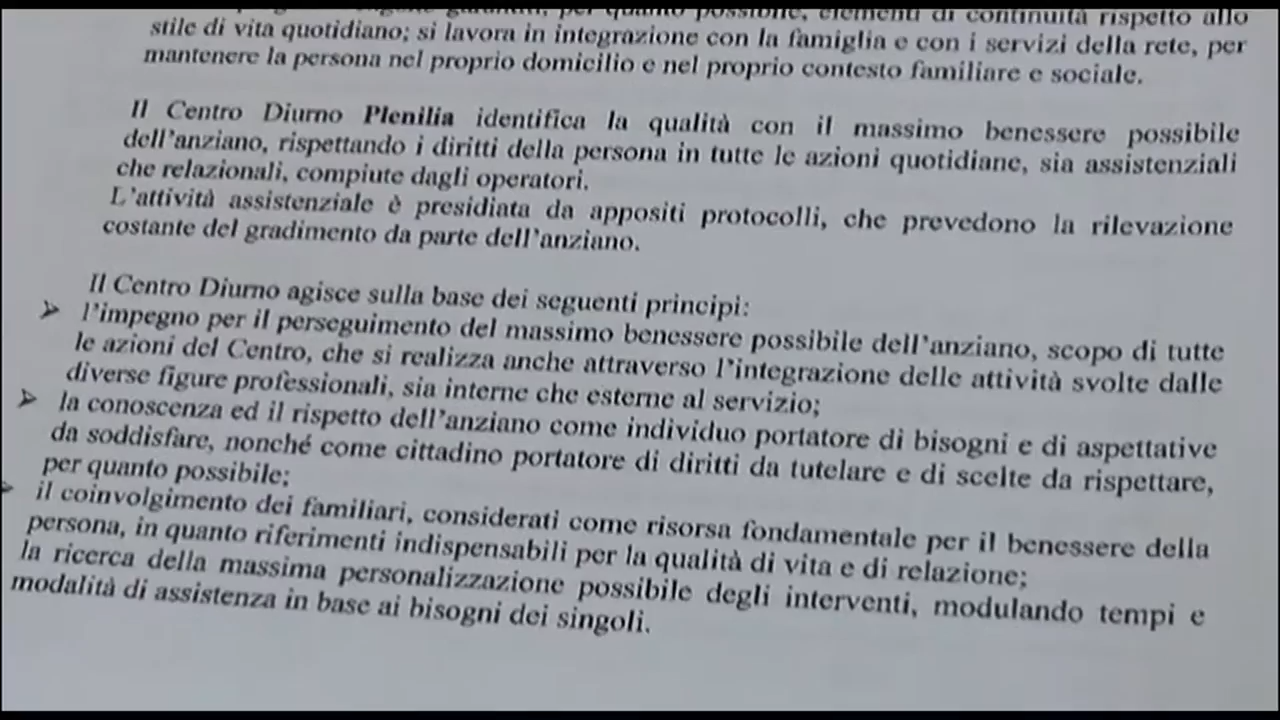 possibile, elementi di continuità rispetto allo
stile di vita quotidiano; si lavora in integrazione con la famiglia e con i servizi della rete, per
mantenere la persona nel proprio domicilio e nel proprio contesto familiare e sociale.
Il Centro Diurno Plenilia identifica la qualità con il massimo benessere possibile
dell'anziano, rispettando i diritti della persona in tutte le azioni quotidiane, sia assistenziali
che relazionali, compiute dagli operatori.
L'attività assistenziale è presidiata da appositi protocolli, che prevedono la rilevazione
costante del gradimento da parte dell'anziano.
Il Centro Diurno agisce sulla base dei seguenti principi:
➢ l'impegno per il perseguimento del massimo benessere possibile dell'anziano, scopo di tutte
le azioni del Centro, che si realizza anche attraverso l'integrazione delle attività svolte dalle
diverse figure professionali, sia interne che esterne al servizio;
➢ la conoscenza ed il rispetto dell'anziano come individuo portatore di bisogni e di aspettative
da soddisfare, nonché come cittadino portatore di diritti da tutelare e di scelte da rispettare,
per quanto possibile;
➢ il coinvolgimento dei familiari, considerati come risorsa fondamentale per il benessere della
persona, in quanto riferimenti indispensabili per la qualità di vita e di relazione;
la ricerca della massima personalizzazione possibile degli interventi, modulando tempi e
modalità di assistenza in base ai bisogni dei singoli.